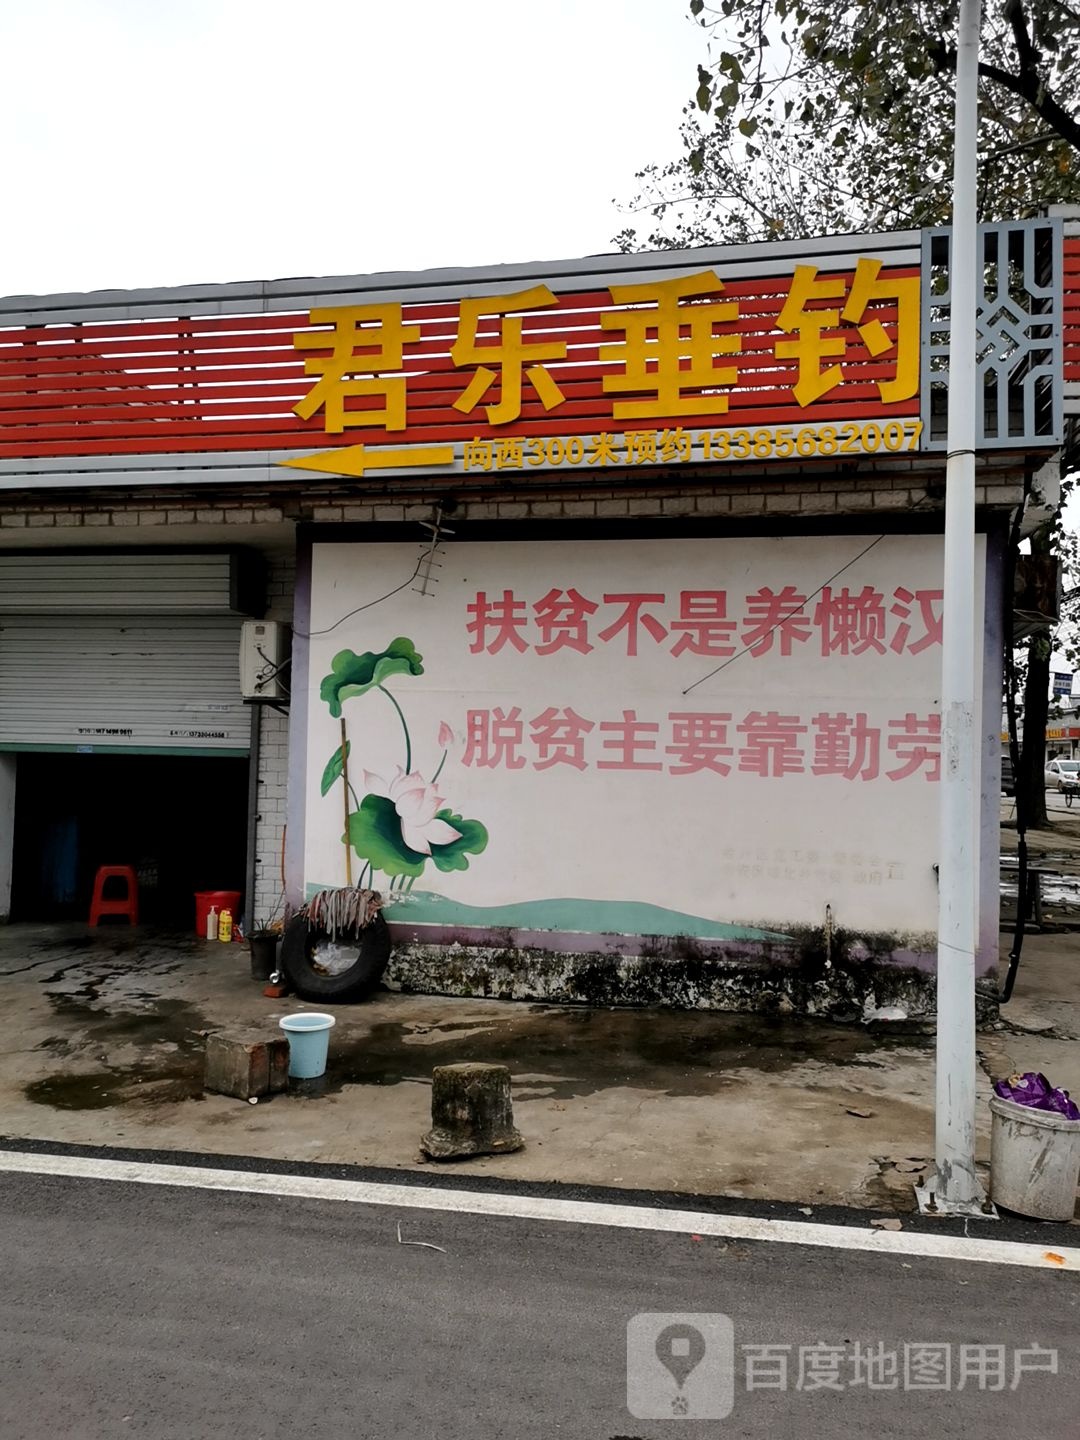 君乐垂钓
向西300米预约13385682007
扶贫不是养懒汉
脱贫主要靠勤劳
百度地图用户